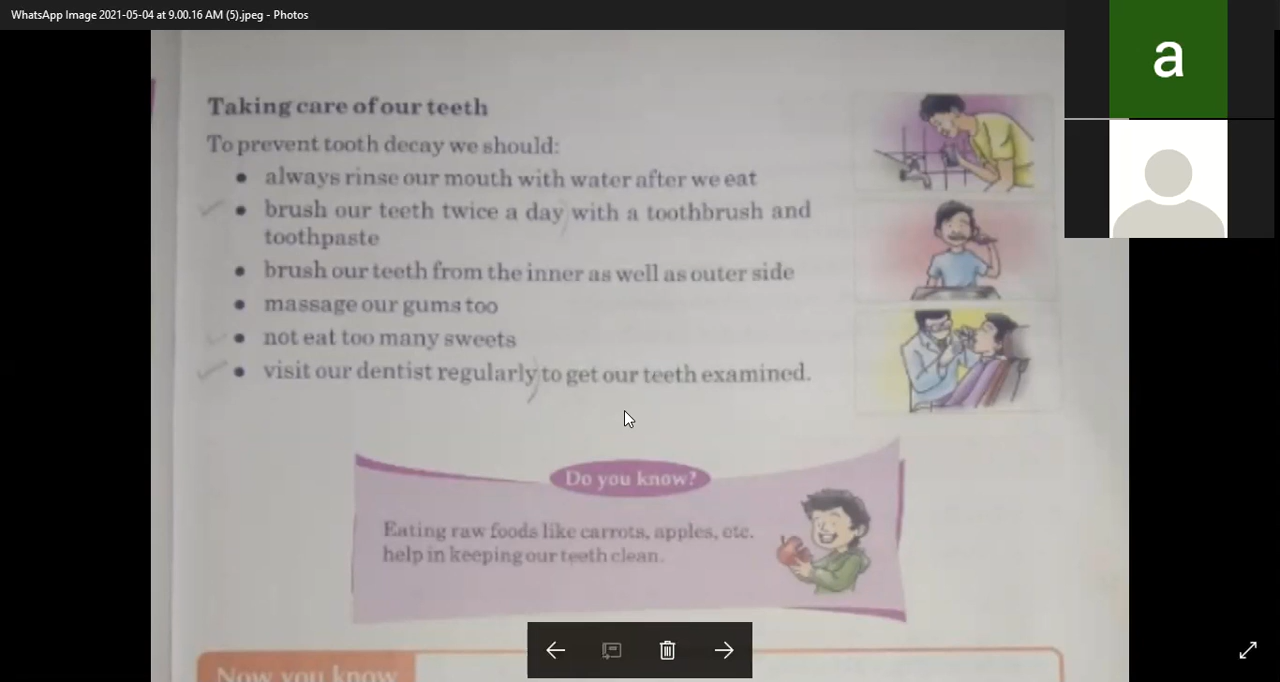 WhatsApp Image 2021-05-04 at 9.00.16 AM (5).jpeg - Photos
a
Taking care of our teeth
To prevent tooth decay we should:
always rinse our mouth with water after we eat
brush our teeth twice a day with a toothbrush and
toothpaste
brush our teeth from the inner as well as outer side
massage our gums too
not eat too many sweets
visit our dentist regularly to get our teeth examined.
Do you know?
Eating raw foods like carrots, apples, etc.
help in keeping our teeth clean.
Now you know